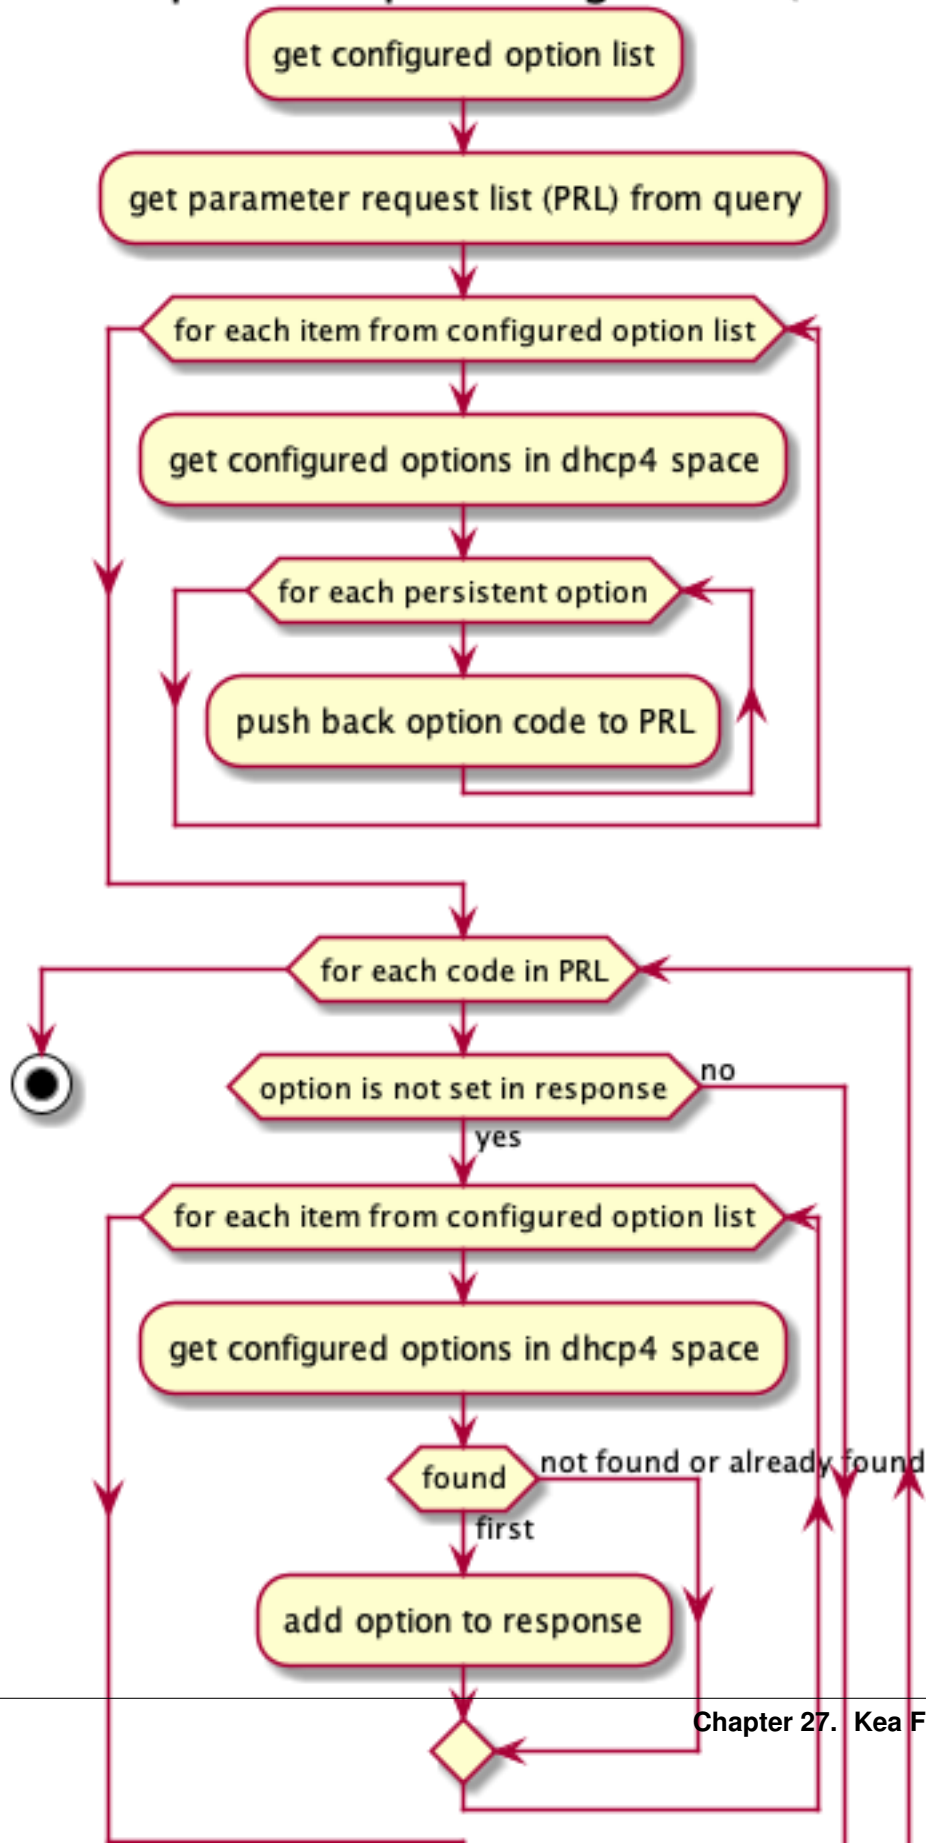 get configured option list
get parameter request list (PRL) from query
for each item from configured option list
get configured options in dhcp4 space
for each persistent option
push back option code to PRL
for each code in PRL
option is not set in response
no
yes
for each item from configured option list
get configured options in dhcp4 space
found
not found or already found
first
add option to response
Chapter 27. Kea F